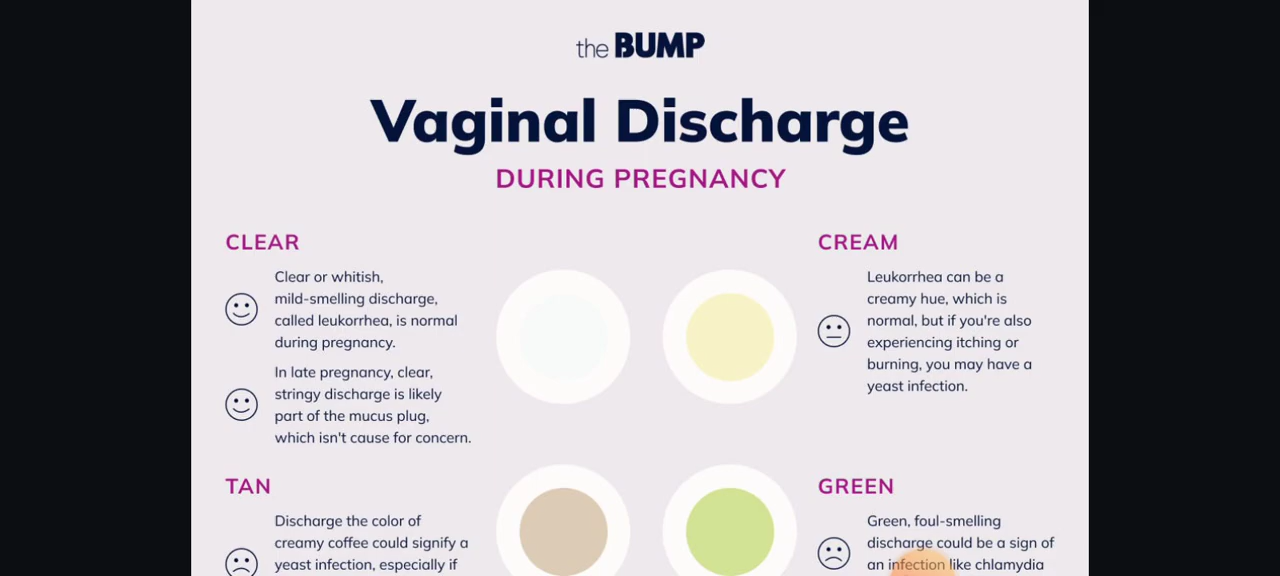 the BUMP
Vaginal Discharge
DURING PREGNANCY
CLEAR
Clear or whitish,
mild-smelling discharge,
called leukorrhea, is normal
during pregnancy.
In late pregnancy, clear,
stringy discharge is likely
part of the mucus plug,
which isn't cause for concern.
CREAM
Leukorrhea can be a
creamy hue, which is
normal, but if you're also
experiencing itching or
burning, you may have a
yeast infection.
TAN
Discharge the color of
creamy coffee could signify a
yeast infection, especially if
GREEN
Green, foul-smelling
discharge could be a sign of
an infection like chlamydia